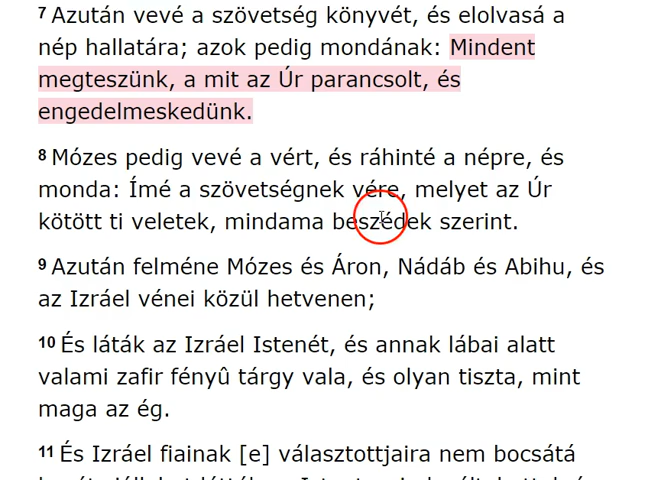 7 Azután vevé a szövetség könyvét, és elolvasá a
nép hallatára; azok pedig mondának: Mindent
megteszünk, a mit az Úr parancsolt, és
engedelmeskedünk.
8 Mózes pedig vevé a vért, és ráhinté a népre, és
monda: Ímé a szövetségnek vére, melyet az Úr
kötött ti veletek, mindama beszédek szerint.
9 Azután felméne Mózes és Áron, Nádáb és Abihu, és
az Izráel vénei közül hetvenen;
10 És láták az Izráel Istenét, és annak lábai alatt
valami zafir fényû tárgy vala, és olyan tiszta, mint
maga az ég.
11 És Izráel fiainak [e] választottjaira nem bocsátá